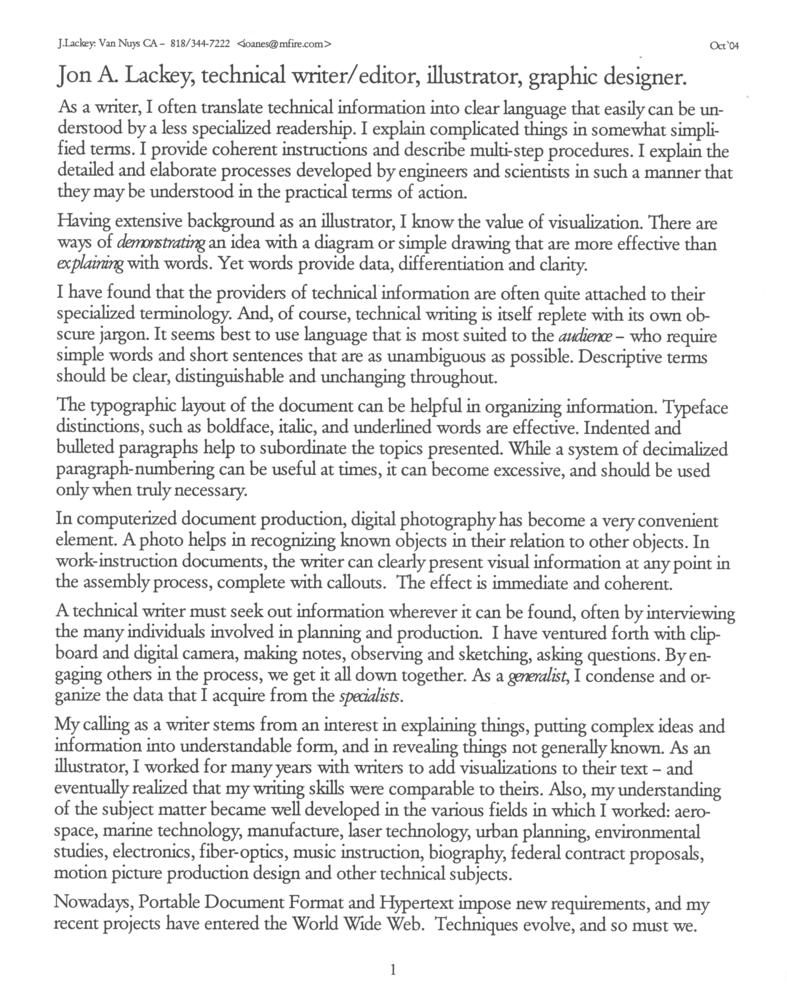 J.Lackey: Van Nuys CA – 818/344-7222 <ioanes@mfire.com> Oct'04
Jon A. Lackey, technical writer/editor, illustrator, graphic designer.
As a writer, I often translate technical information into clear language that easily can be un-
derstood by a less specialized readership. I explain complicated things in somewhat simpli-
fied terms. I provide coherent instructions and describe multi-step procedures. I explain the
detailed and elaborate processes developed by engineers and scientists in such a manner that
they may be understood in the practical terms of action.
Having extensive background as an illustrator, I know the value of visualization. There are
ways of demonstrating an idea with a diagram or simple drawing that are more effective than
explaining with words. Yet words provide data, differentiation and clarity.
I have found that the providers of technical information are often quite attached to their
specialized terminology. And, of course, technical writing is itself replete with its own ob-
scure jargon. It seems best to use language that is most suited to the audience – who require
simple words and short sentences that are as unambiguous as possible. Descriptive terms
should be clear, distinguishable and unchanging throughout.
The typographic layout of the document can be helpful in organizing information. Typeface
distinctions, such as boldface, italic, and underlined words are effective. Indented and
bulleted paragraphs help to subordinate the topics presented. While a system of decimalized
paragraph-numbering can be useful at times, it can become excessive, and should be used
only when truly necessary.
In computerized document production, digital photography has become a very convenient
element. A photo helps in recognizing known objects in their relation to other objects. In
work-instruction documents, the writer can clearly present visual information at any point in
the assembly process, complete with callouts. The effect is immediate and coherent.
A technical writer must seek out information wherever it can be found, often by interviewing
the many individuals involved in planning and production. I have ventured forth with clip-
board and digital camera, making notes, observing and sketching, asking questions. By en-
gaging others in the process, we get it all down together. As a generalist, I condense and or-
ganize the data that I acquire from the specialists.
My calling as a writer stems from an interest in explaining things, putting complex ideas and
information into understandable form, and in revealing things not generally known. As an
illustrator, I worked for many years with writers to add visualizations to their text – and
eventually realized that my writing skills were comparable to theirs. Also, my understanding
of the subject matter became well developed in the various fields in which I worked: aero-
space, marine technology, manufacture, laser technology, urban planning, environmental
studies, electronics, fiber-optics, music instruction, biography, federal contract proposals,
motion picture production design and other technical subjects.
Nowadays, Portable Document Format and Hypertext impose new requirements, and my
recent projects have entered the World Wide Web. Techniques evolve, and so must we.
1